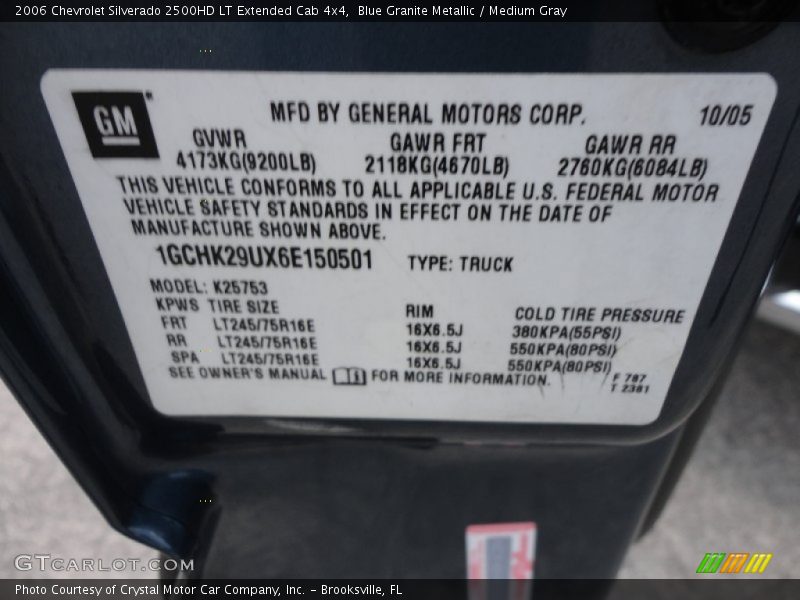 2006 Chevrolet Silverado 2500HD LT Extended Cab 4x4, Blue Granite Metallic / Medium Gray
GM
MFD BY GENERAL MOTORS CORP. 10/05
GVWR GAWR FRT GAWR RR
4173KG(9200LB) 2118KG(4670LB) 2760KG(6084LB)
THIS VEHICLE CONFORMS TO ALL APPLICABLE U.S. FEDERAL MOTOR
VEHICLE SAFETY STANDARDS IN EFFECT ON THE DATE OF
MANUFACTURE SHOWN ABOVE.
1GCHK29UX6E150501 TYPE: TRUCK
MODEL: K25753
KPWS TIRE SIZE RIM COLD TIRE PRESSURE
FRT LT245/75R16E 16X6.5J 380KPA(55PSI)
RR LT245/75R16E 16X6.5J 550KPA(80PSI)
SPA LT245/75R16E 16X6.5J 550KPA(80PSI)
SEE OWNER'S MANUAL FOR MORE INFORMATION. F 787
T 2381
GTCARLOT.COM
Photo Courtesy of Crystal Motor Car Company, Inc. - Brooksville, FL